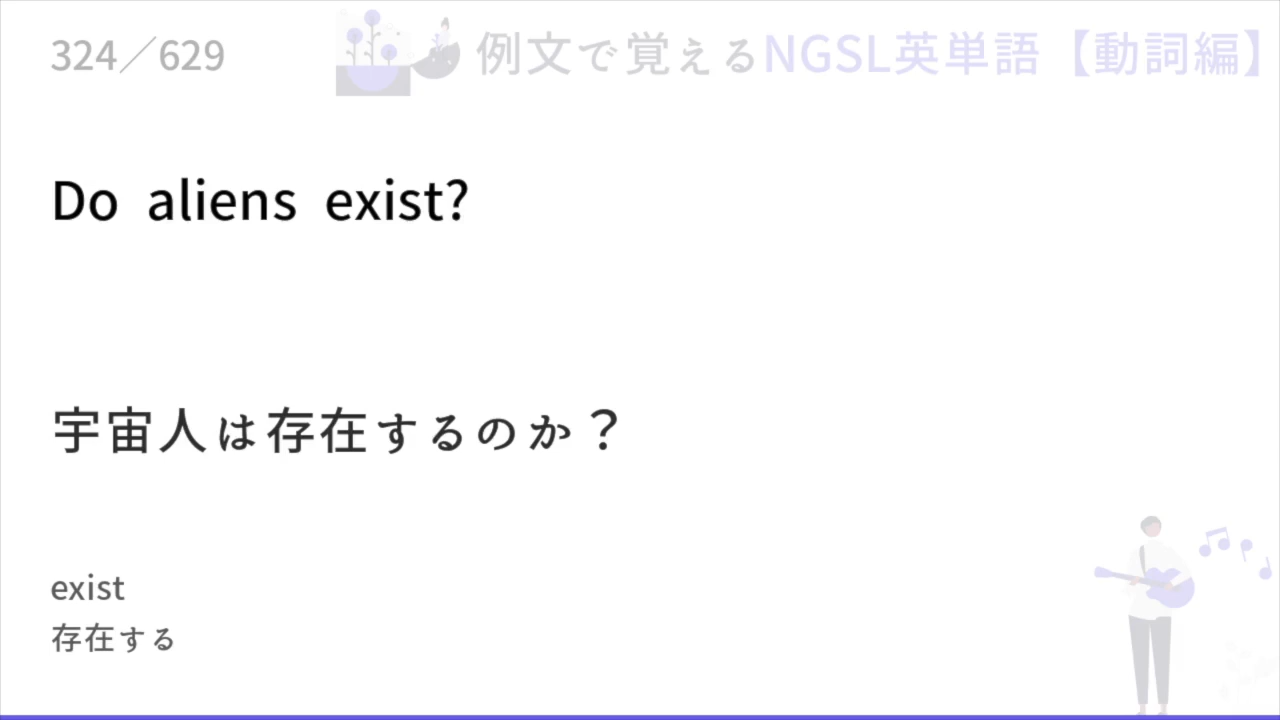 324／629
例文で覚えるNGSL英単語【動詞編】
Do aliens exist?
宇宙人は存在するのか？
exist
存在する